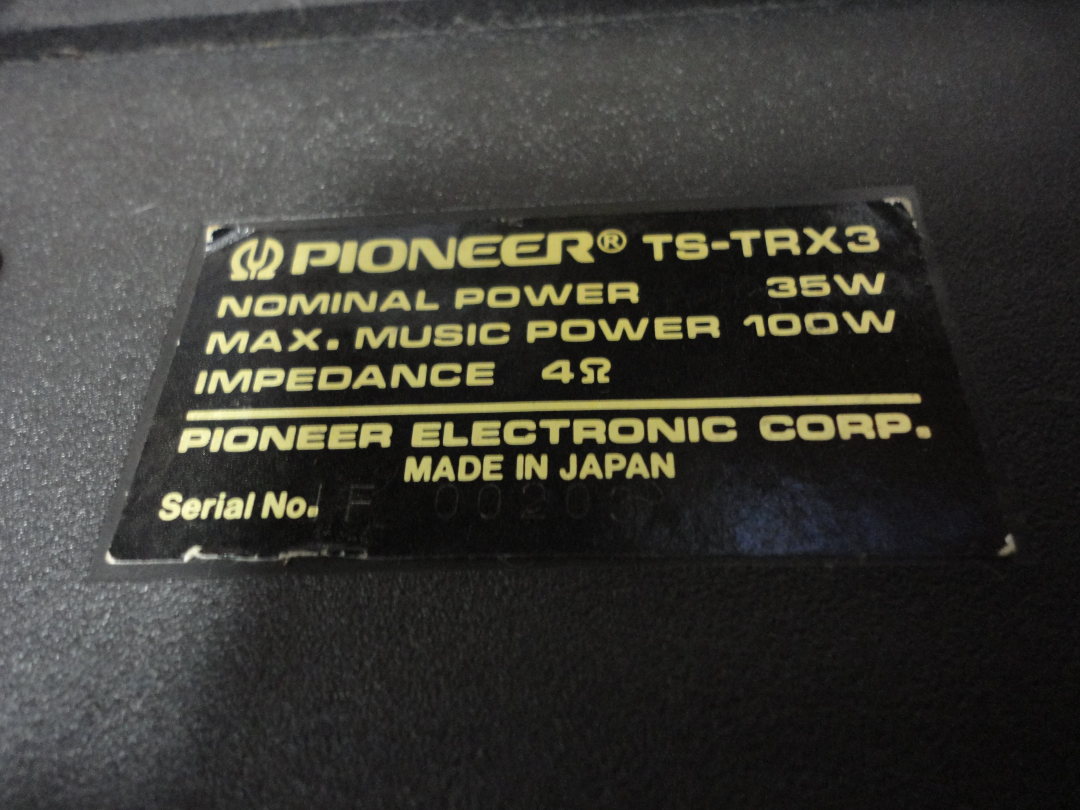 PIONEER® TS-TRX3
NOMINAL POWER 35W
MAX. MUSIC POWER 100W
IMPEDANCE 4Ω
PIONEER ELECTRONIC CORP.
MADE IN JAPAN
Serial No.